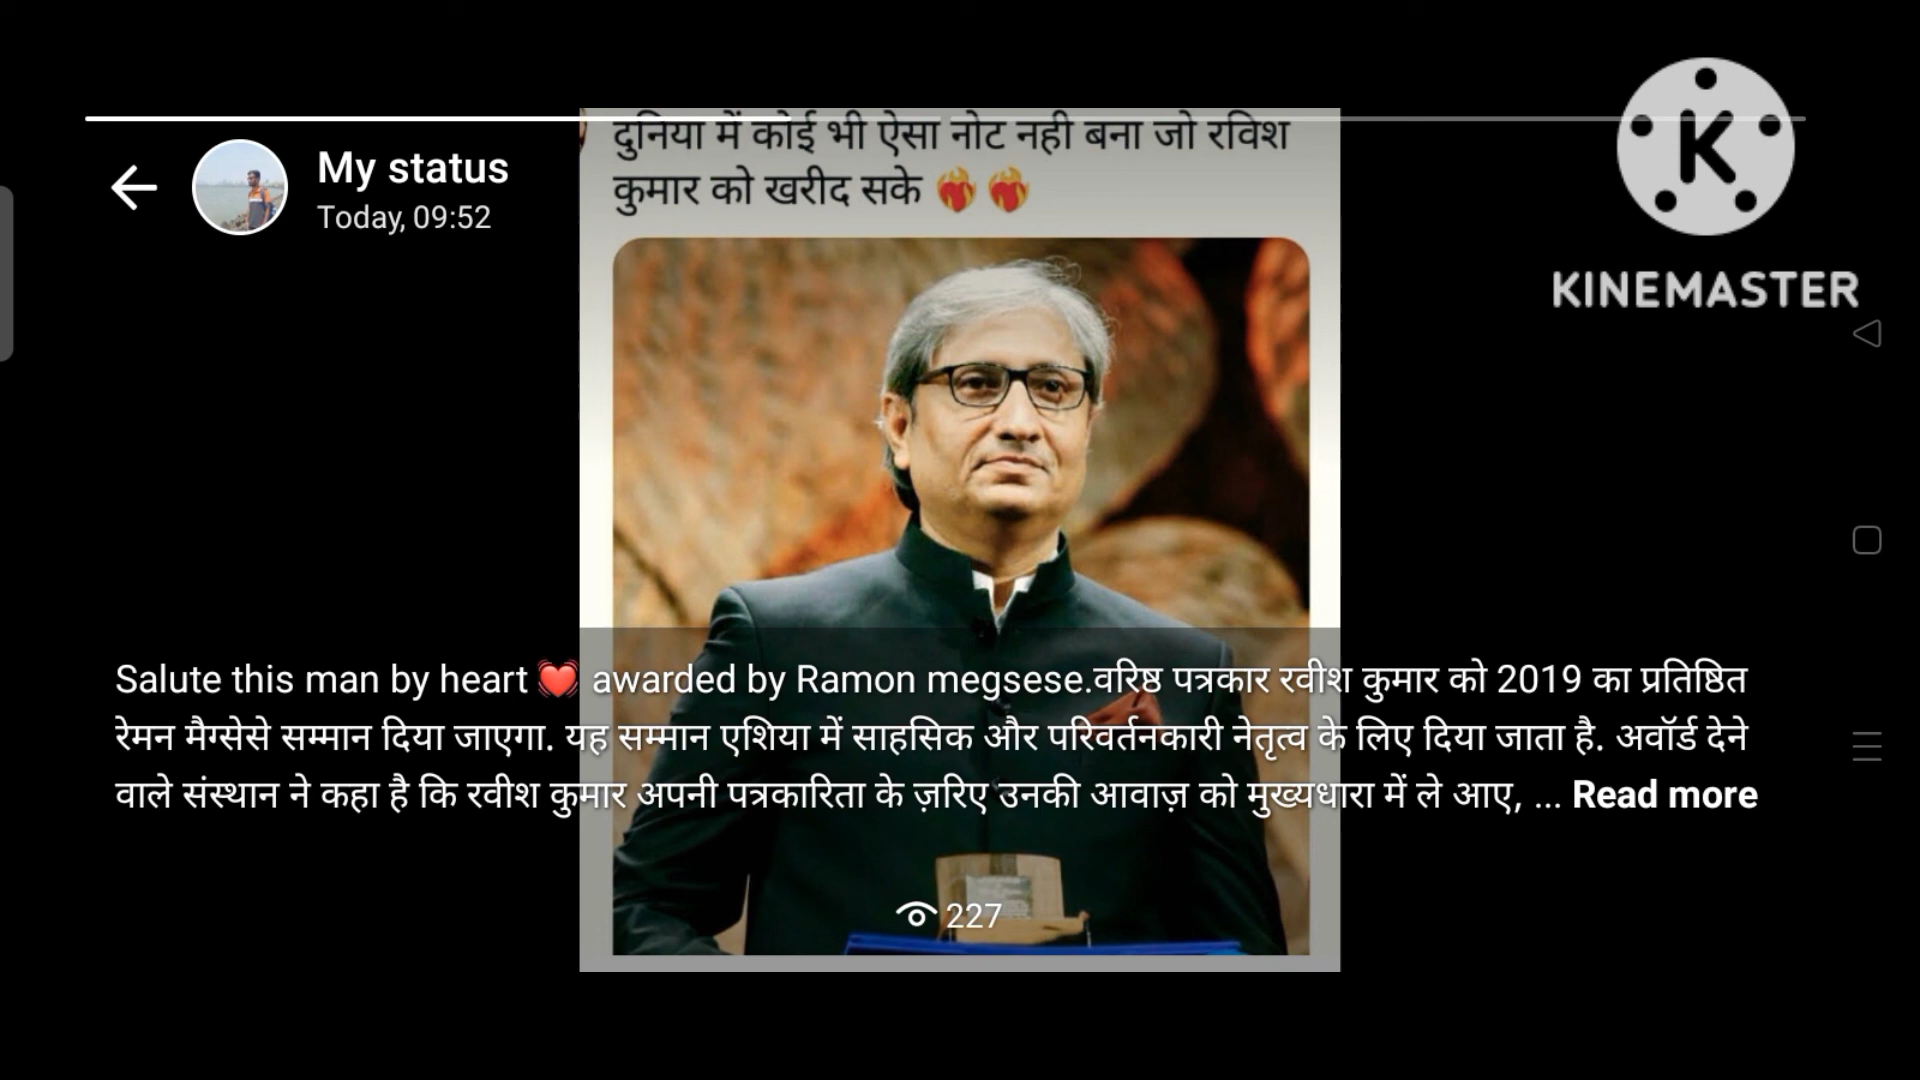 दुनिया में कोई भी ऐसा नोट नही बना जो रविश
कुमार को खरीद सके ❤️‍🔥 ❤️‍🔥
My status
Today, 09:52
K
KINEMASTER
Salute this man by heart 💓 awarded by Ramon megsese.वरिष्ठ पत्रकार रवीश कुमार को 2019 का प्रतिष्ठित
रेमन मैग्सेसे सम्मान दिया जाएगा. यह सम्मान एशिया में साहसिक और परिवर्तनकारी नेतृत्व के लिए दिया जाता है. अवॉर्ड देने
वाले संस्थान ने कहा है कि रवीश कुमार अपनी पत्रकारिता के ज़रिए उनकी आवाज़ को मुख्यधारा में ले आए, ... Read more
227